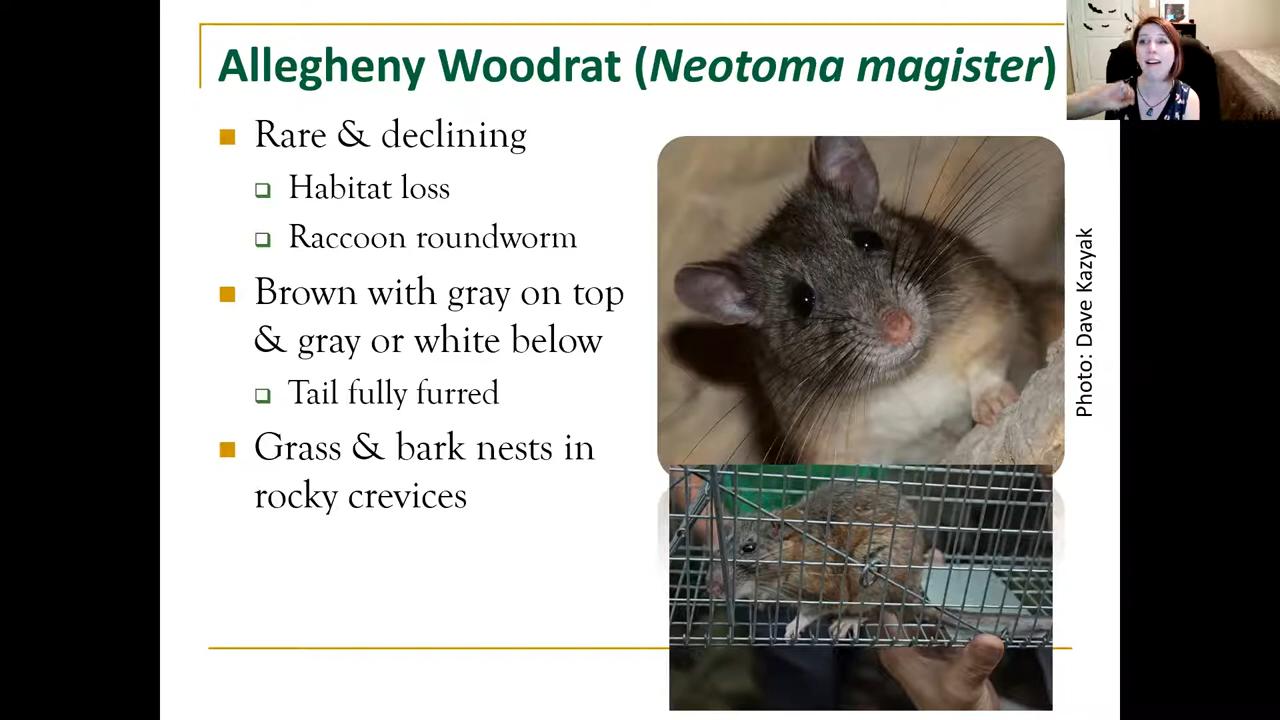 Allegheny Woodrat (Neotoma magister)
Rare & declining
Habitat loss
Raccoon roundworm
Brown with gray on top
& gray or white below
Tail fully furred
Grass & bark nests in
rocky crevices
Photo: Dave Kazyak